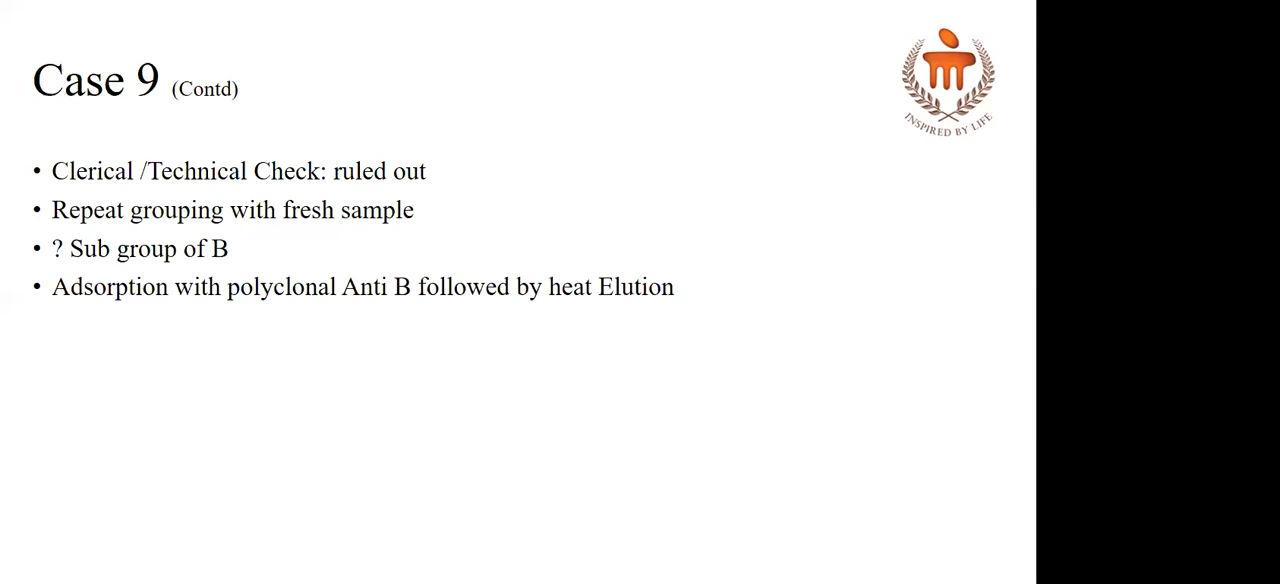 Case 9 (Contd)
INSPIRED BY LIFE
• Clerical /Technical Check: ruled out
• Repeat grouping with fresh sample
• ? Sub group of B
• Adsorption with polyclonal Anti B followed by heat Elution